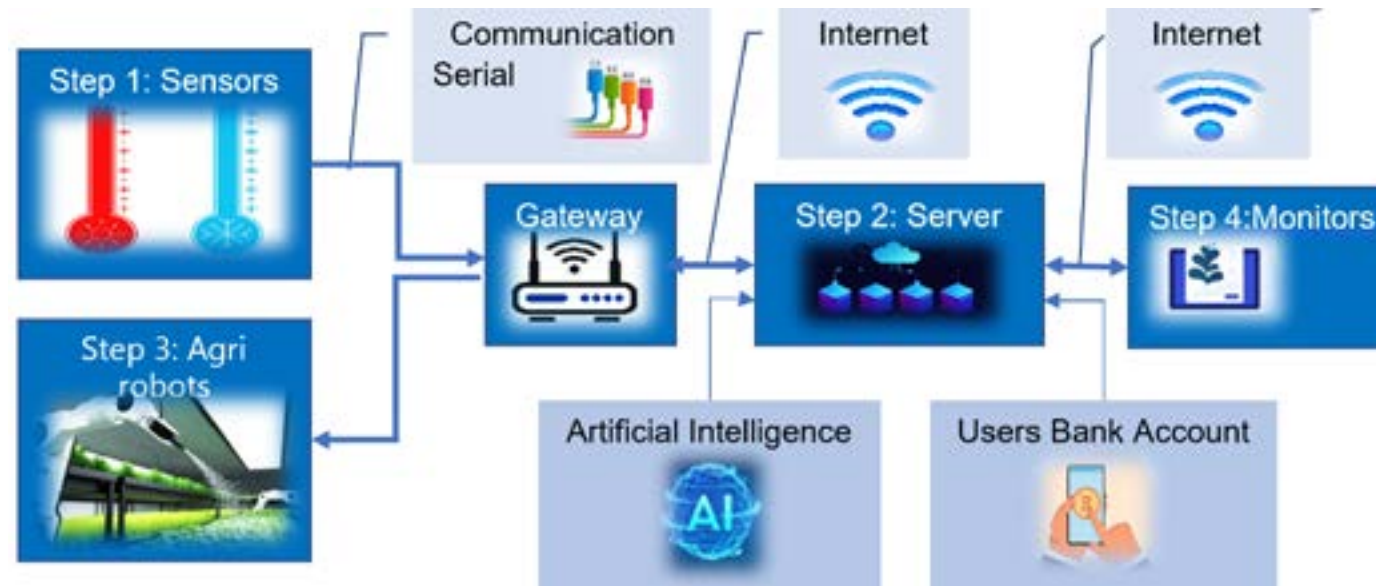 Communication
Serial
Internet
Internet
Step 1: Sensors
Gateway
Step 2: Server
Step 4:Monitors
Step 3: Agri
robots
Artificial Intelligence
AI
Users Bank Account